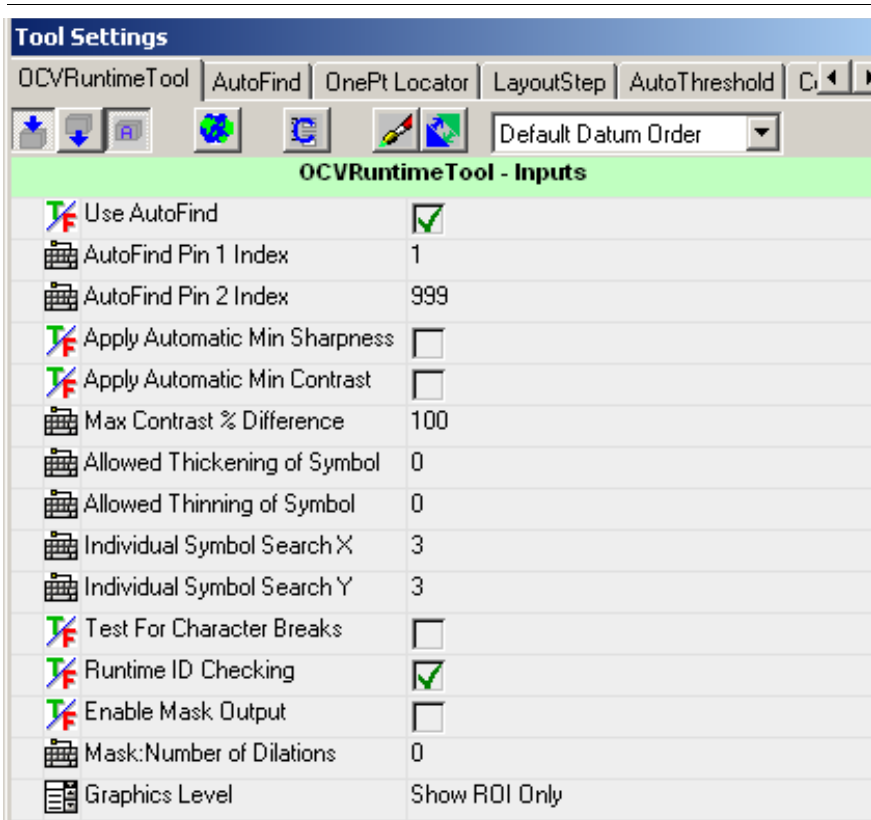 Tool Settings
OCVRuntimeTool AutoFind OnePt Locator LayoutStep AutoThreshold
Default Datum Order
OCVRuntimeTool - Inputs
Use AutoFind
AutoFind Pin 1 Index 1
AutoFind Pin 2 Index 999
Apply Automatic Min Sharpness
Apply Automatic Min Contrast
Max Contrast % Difference 100
Allowed Thickening of Symbol 0
Allowed Thinning of Symbol 0
Individual Symbol Search X 3
Individual Symbol Search Y 3
Test For Character Breaks
Runtime ID Checking
Enable Mask Output
Mask:Number of Dilations 0
Graphics Level Show ROI Only